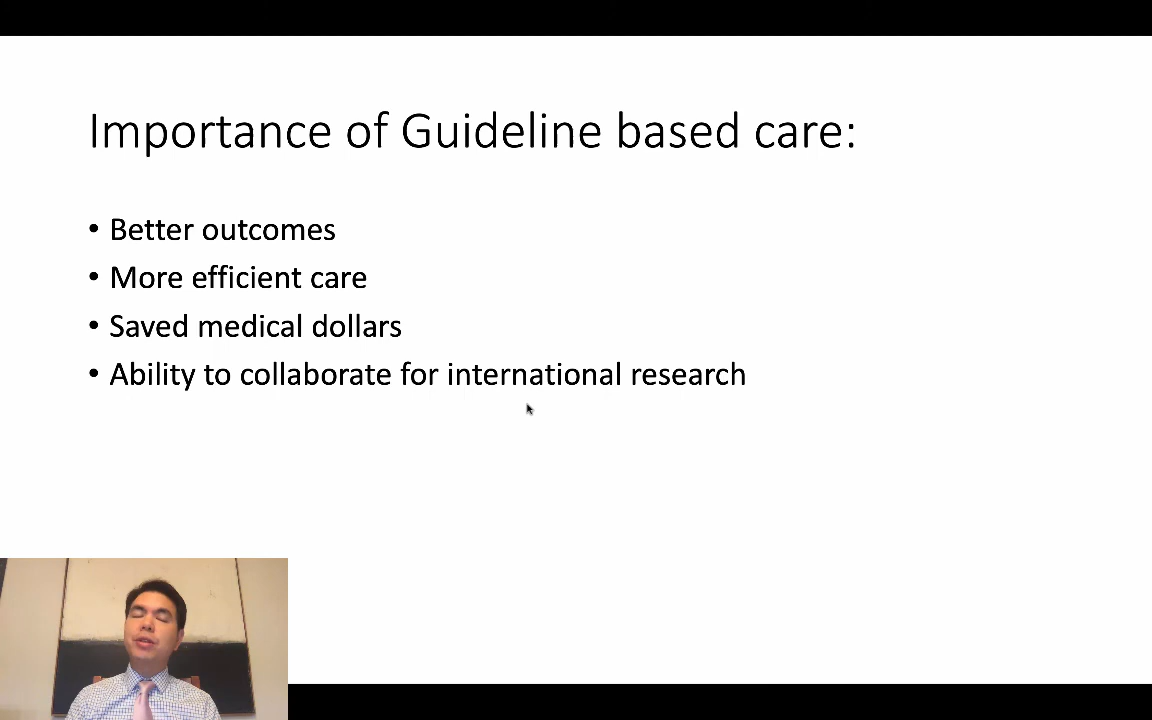 Importance of Guideline based care:
• Better outcomes
• More efficient care
• Saved medical dollars
• Ability to collaborate for international research